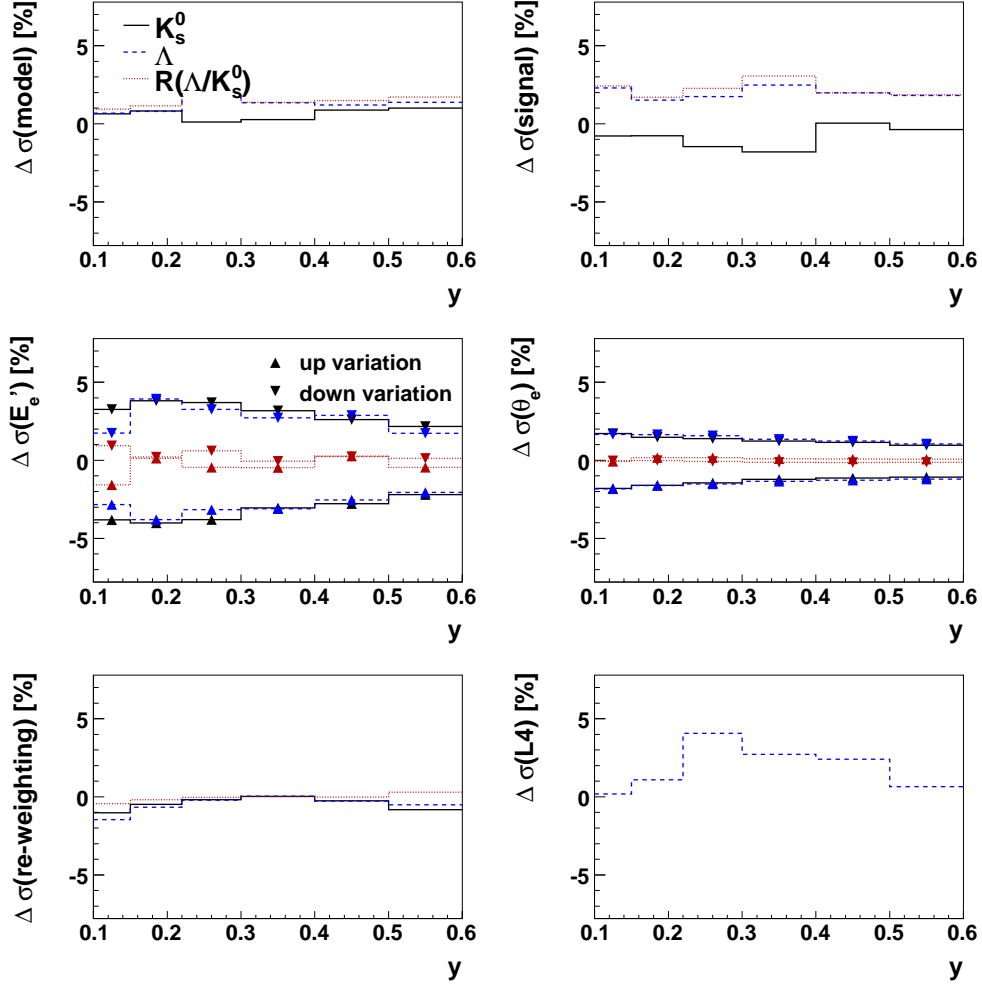 Δ σ(model) [%]
5
0
-5
K_s^0
Λ
R(Λ/K_s^0)
0.1 0.2 0.3 0.4 0.5 0.6
y
Δ σ(signal) [%]
5
0
-5
0.1 0.2 0.3 0.4 0.5 0.6
y
Δ σ(E_e') [%]
5
0
-5
up variation
down variation
0.1 0.2 0.3 0.4 0.5 0.6
y
Δ σ(θ_e) [%]
5
0
-5
0.1 0.2 0.3 0.4 0.5 0.6
y
Δ σ(re-weighting) [%]
5
0
-5
0.1 0.2 0.3 0.4 0.5 0.6
y
Δ σ(L4) [%]
5
0
-5
0.1 0.2 0.3 0.4 0.5 0.6
y